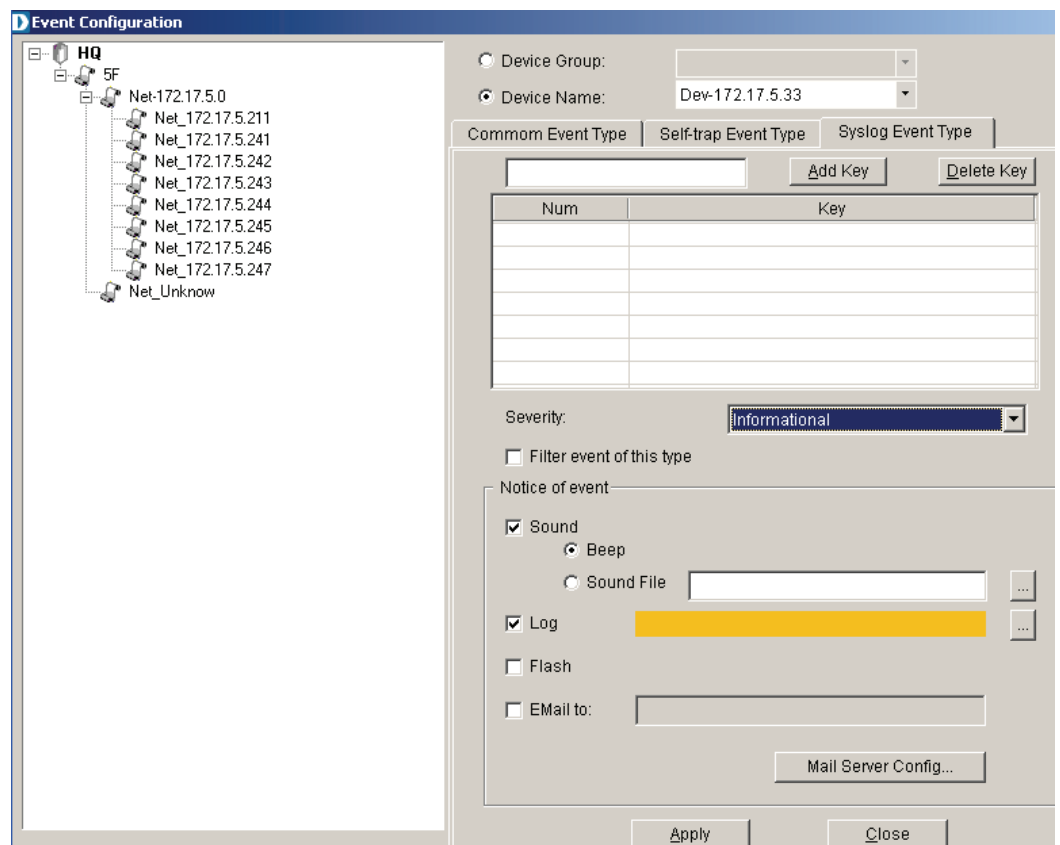 Event Configuration
HQ
5F
Net-172.17.5.0
Net_172.17.5.211
Net_172.17.5.241
Net_172.17.5.242
Net_172.17.5.243
Net_172.17.5.244
Net_172.17.5.245
Net_172.17.5.246
Net_172.17.5.247
Net_Unknow
Device Group:
Device Name: Dev-172.17.5.33
Commom Event Type Self-trap Event Type Syslog Event Type
Add Key Delete Key
Num Key
Severity: Informational
Filter event of this type
Notice of event
Sound
Beep
Sound File ...
Log ...
Flash
EMail to:
Mail Server Config...
Apply Close